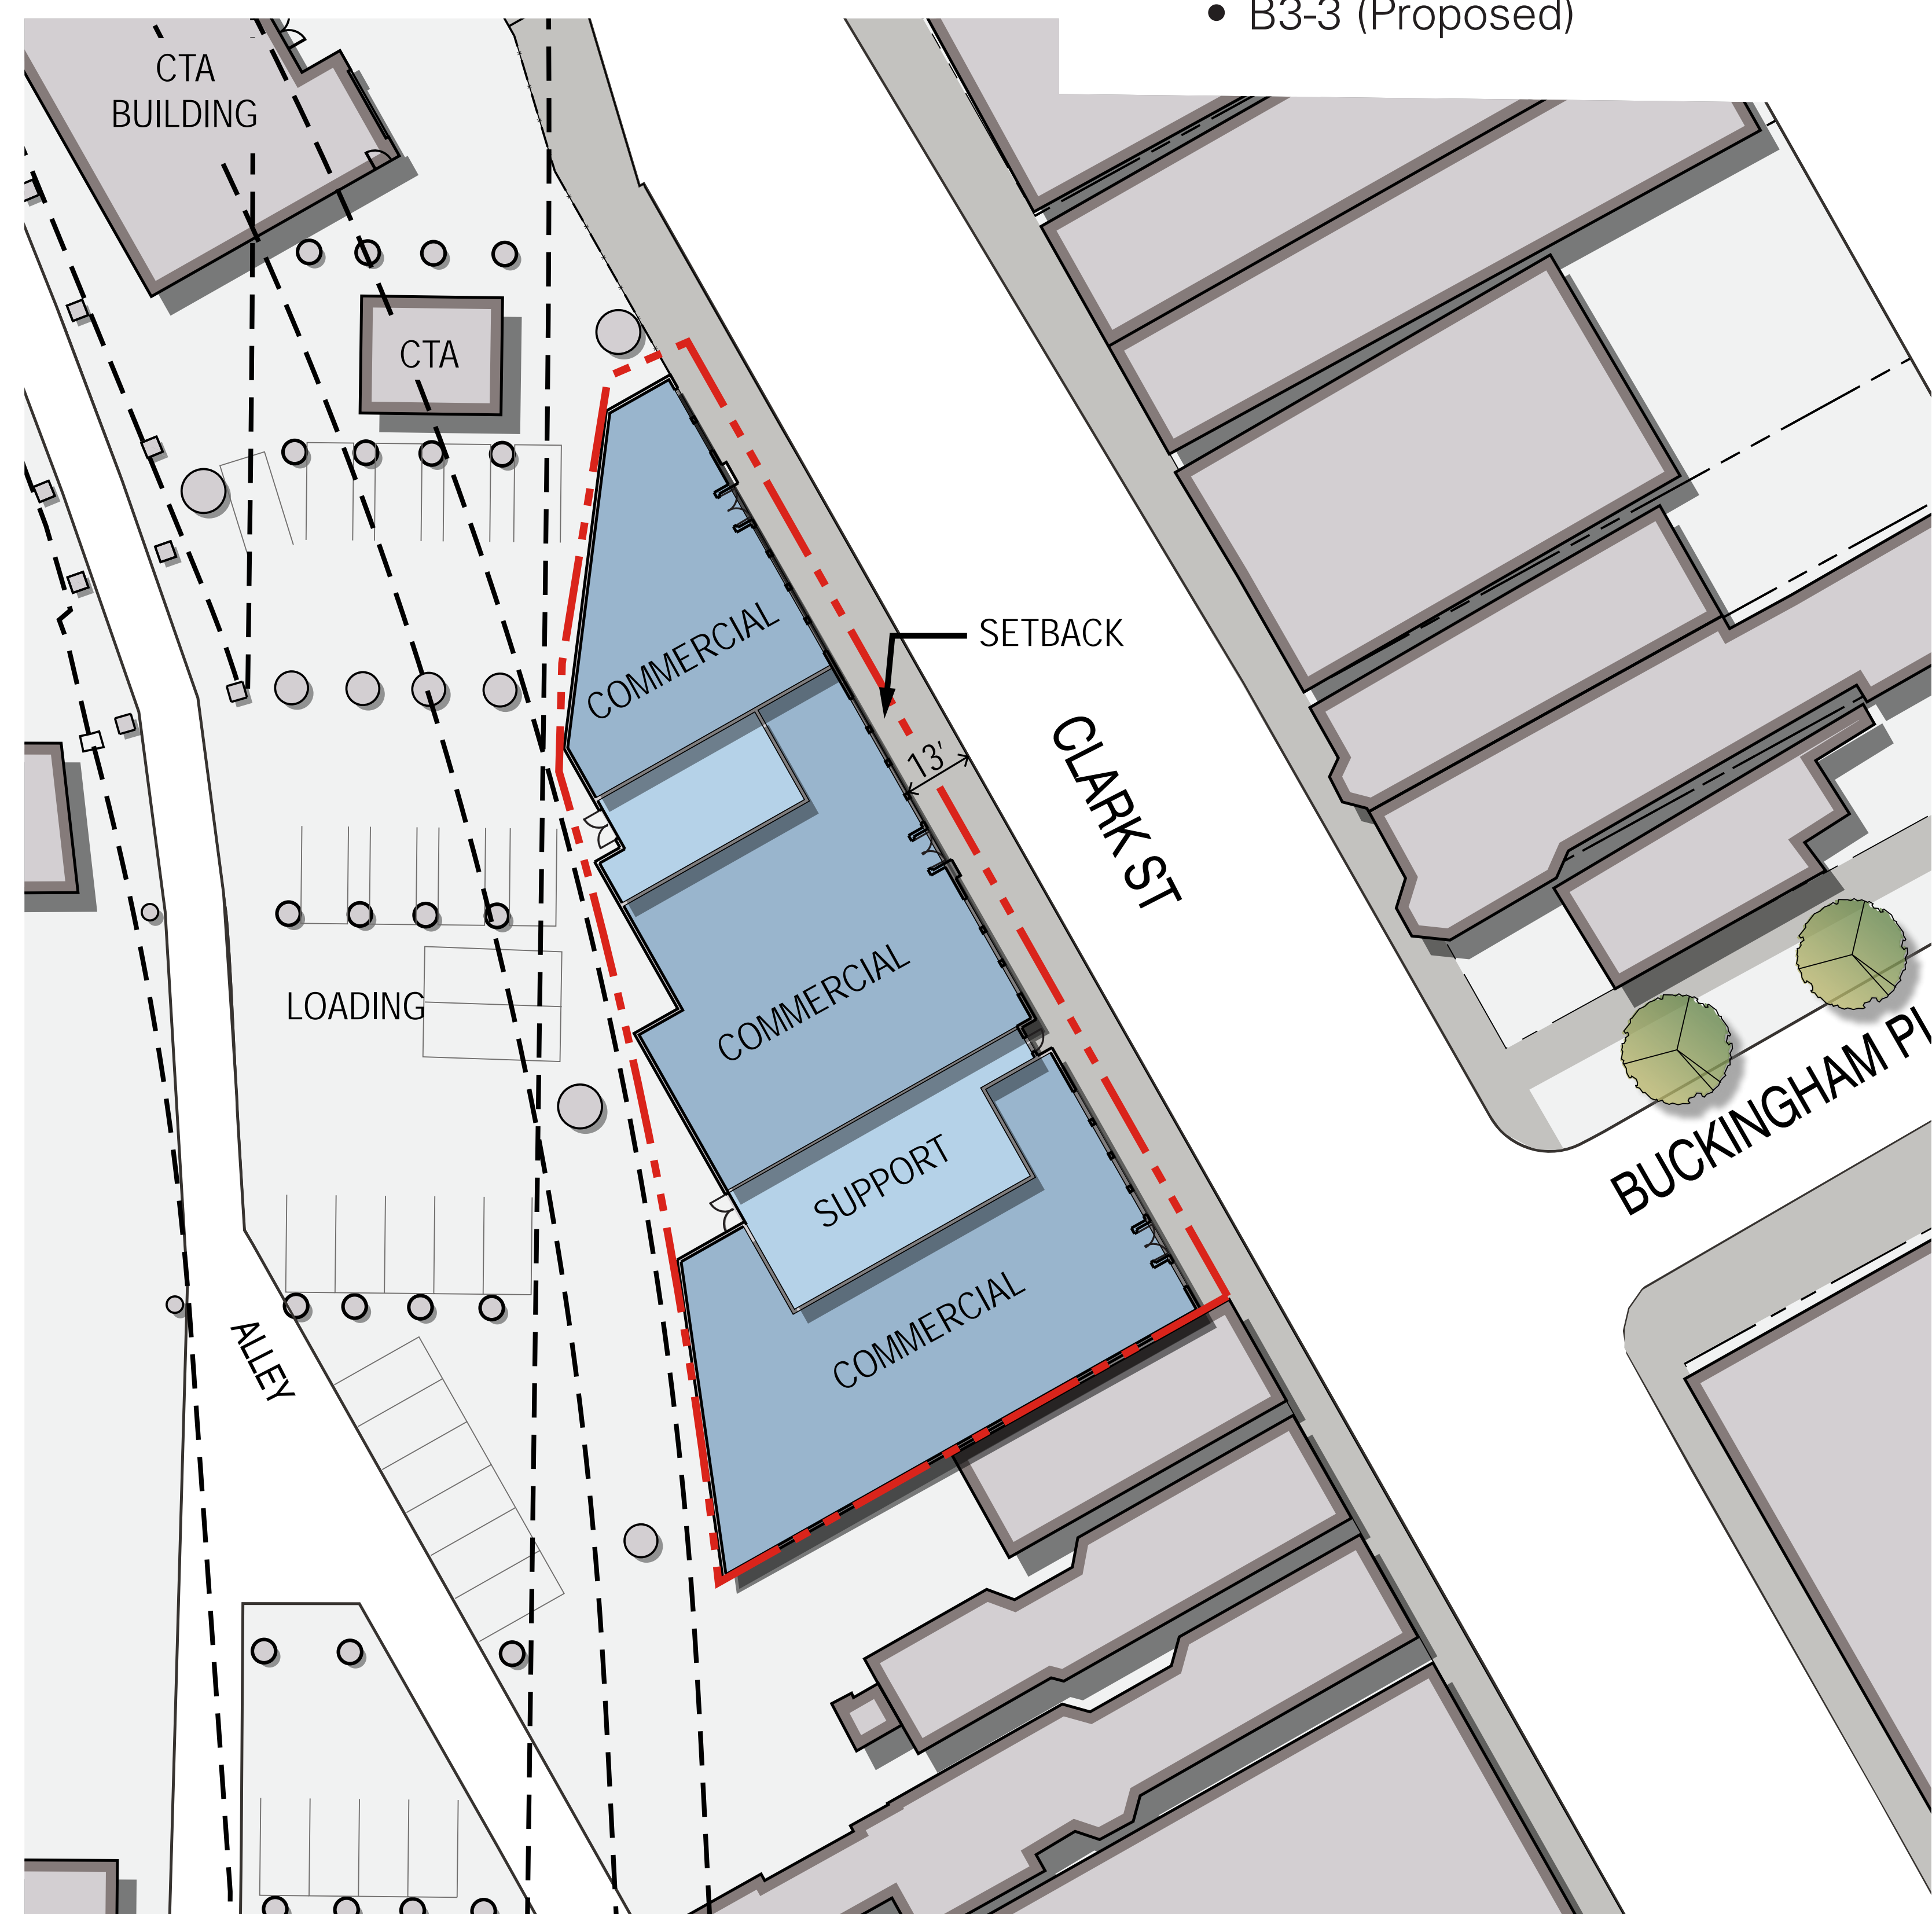 • B3-3 (Proposed)
CTA
BUILDING
CTA
COMMERCIAL
SETBACK
13'
CLARK ST
COMMERCIAL
LOADING
BUCKINGHAM Pl
SUPPORT
COMMERCIAL
ALLEY